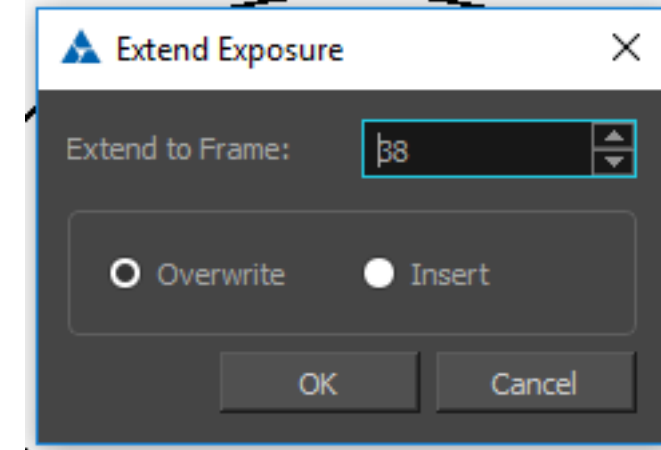 Extend Exposure
Extend to Frame: 38
Overwrite Insert
OK Cancel